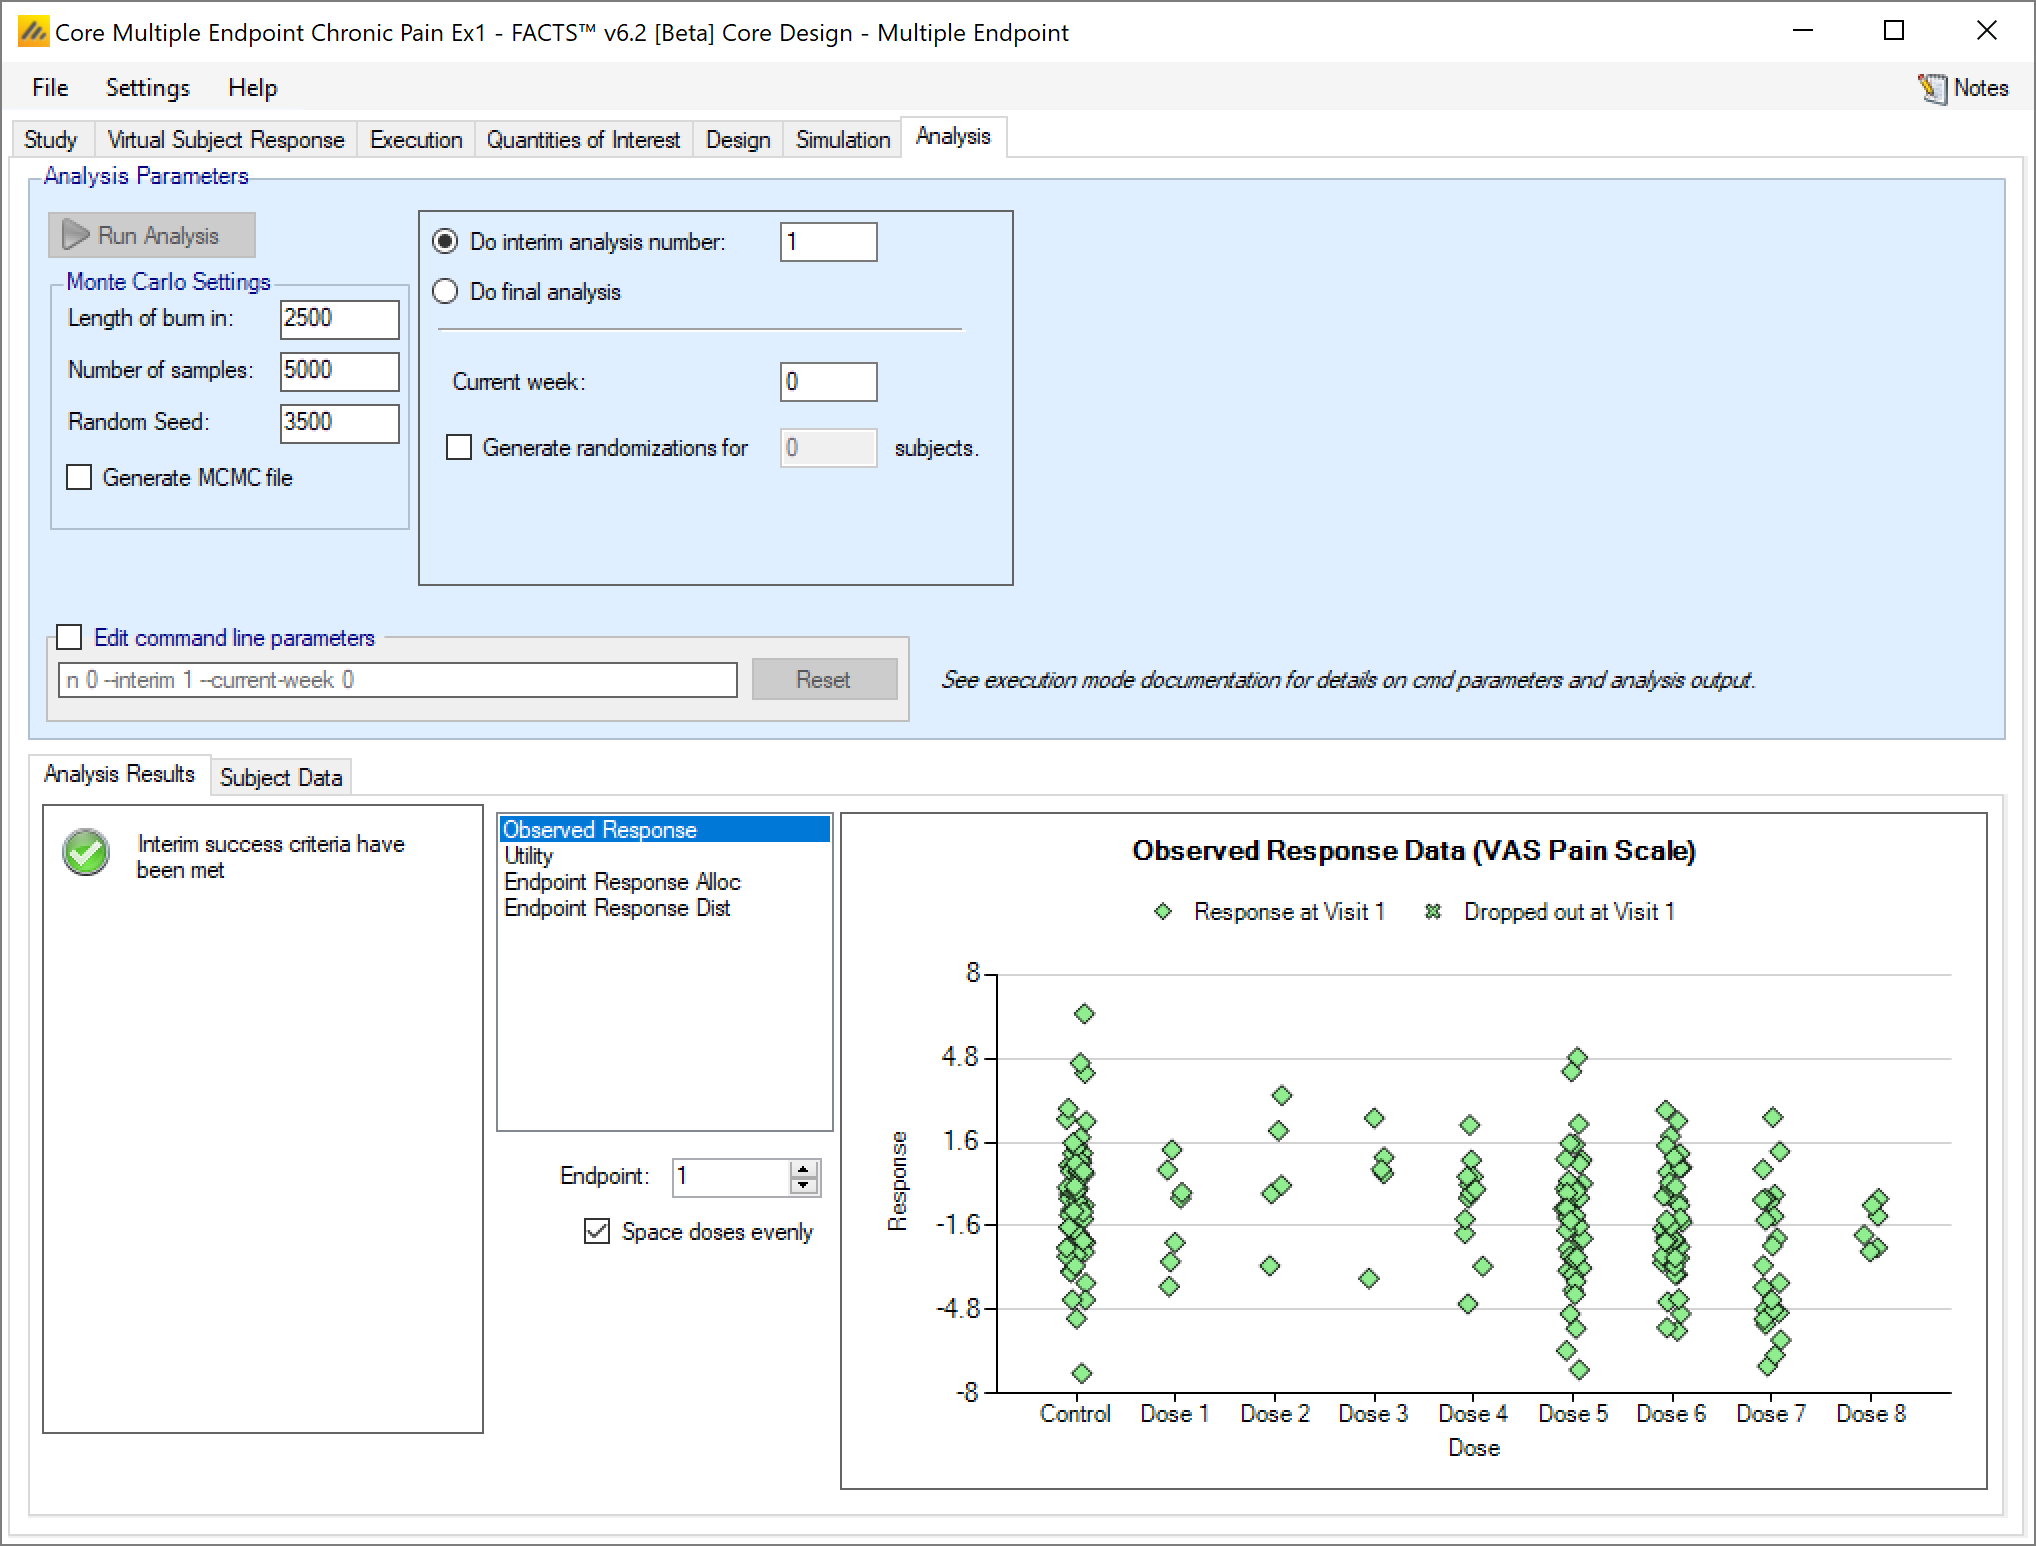 Core Multiple Endpoint Chronic Pain Ex1 - FACTS™ v6.2 [Beta] Core Design - Multiple Endpoint
File Settings Help Notes
Study Virtual Subject Response Execution Quantities of Interest Design Simulation Analysis
Analysis Parameters
Run Analysis
Monte Carlo Settings
Length of burn in: 2500
Number of samples: 5000
Random Seed: 3500
Generate MCMC file
Do interim analysis number: 1
Do final analysis
Current week: 0
Generate randomizations for 0 subjects.
Edit command line parameters
n 0 --interim 1 --current-week 0
Reset
See execution mode documentation for details on cmd parameters and analysis output.
Analysis Results Subject Data
Interim success criteria have
been met
Observed Response
Utility
Endpoint Response Alloc
Endpoint Response Dist
Endpoint: 1
Space doses evenly
Observed Response Data (VAS Pain Scale)
Response at Visit 1 Dropped out at Visit 1
8
4.8
1.6
-1.6
-4.8
-8
Response
Control Dose 1 Dose 2 Dose 3 Dose 4 Dose 5 Dose 6 Dose 7 Dose 8
Dose